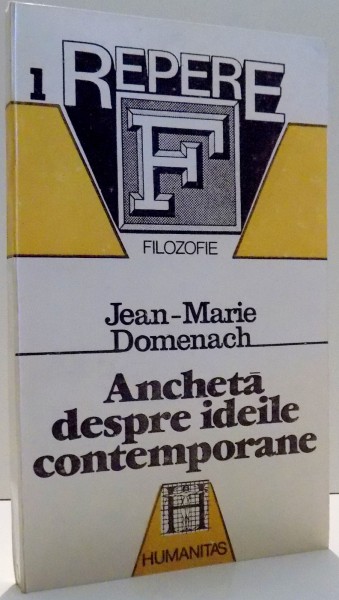 1
REPERE
F
FILOZOFIE
Jean-Marie
Domenach
Anchetă
despre ideile
contemporane
H
HUMANITAS